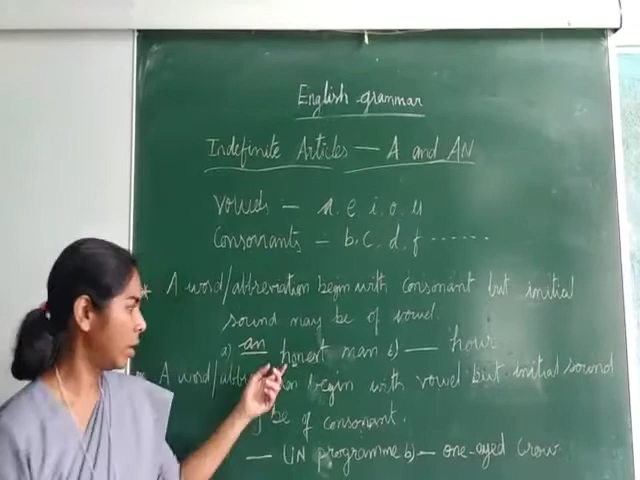 English grammar
Indefinite Articles – A and AN
Vowels – a, e, i, o, u
Consonants – b, c, d, f ------
* A word/abbreviation begin with consonant but initial
sound may be of vowel.
a) an honest man b) — hour
* A word/abbr begin with vowel but initial sound
be of consonant.
— UN programme b) — one-eyed Crow